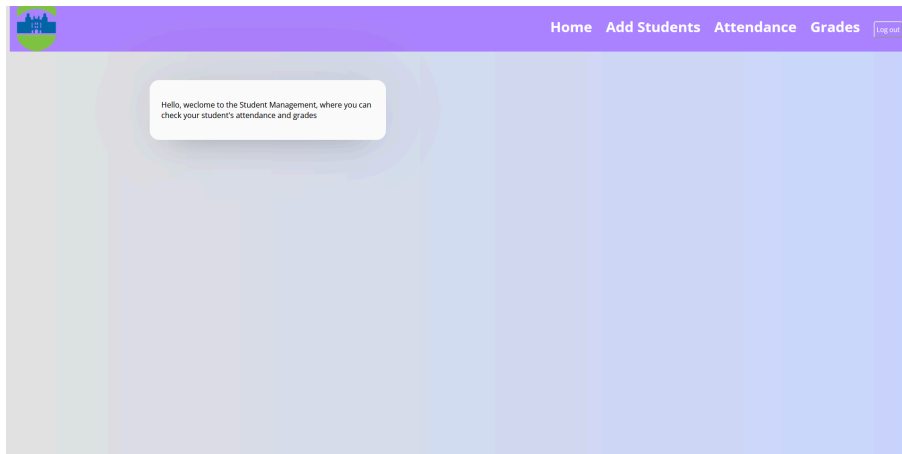 Home Add Students Attendance Grades Log out
Hello, weclome to the Student Management, where you can
check your student's attendance and grades